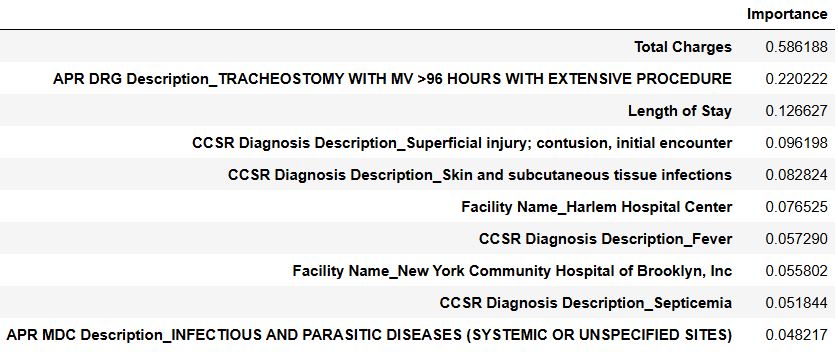 Importance
Total Charges 0.586188
APR DRG Description_TRACHEOSTOMY WITH MV >96 HOURS WITH EXTENSIVE PROCEDURE 0.220222
Length of Stay 0.126627
CCSR Diagnosis Description_Superficial injury; contusion, initial encounter 0.096198
CCSR Diagnosis Description_Skin and subcutaneous tissue infections 0.082824
Facility Name_Harlem Hospital Center 0.076525
CCSR Diagnosis Description_Fever 0.057290
Facility Name_New York Community Hospital of Brooklyn, Inc 0.055802
CCSR Diagnosis Description_Septicemia 0.051844
APR MDC Description_INFECTIOUS AND PARASITIC DISEASES (SYSTEMIC OR UNSPECIFIED SITES) 0.048217